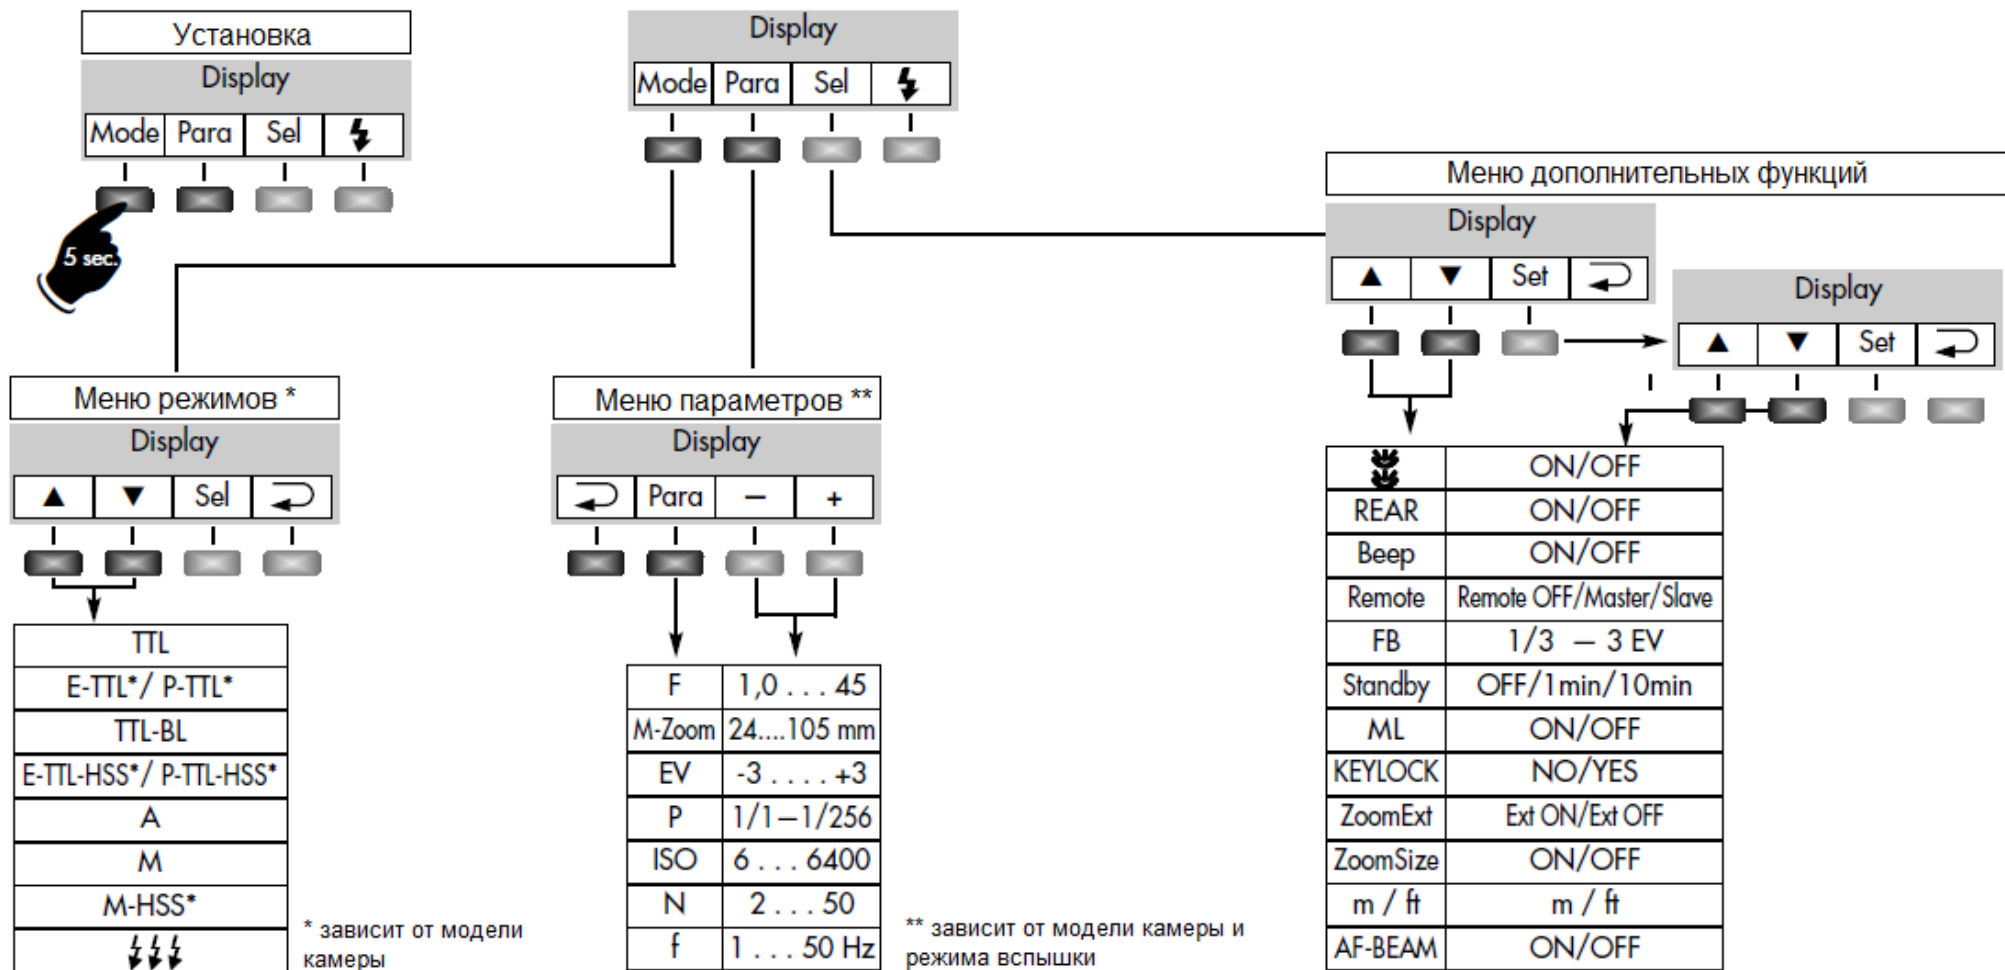 Установка
Display
Mode Para Sel
5 sec.
Display
Mode Para Sel
Меню режимов *
Display
▲ ▼ Sel
TTL
E-TTL*/ P-TTL*
TTL-BL
E-TTL-HSS*/ P-TTL-HSS*
A
M
M-HSS*
* зависит от модели
камеры
Меню параметров **
Display
Para – +
F 1,0 . . . 45
M-Zoom 24....105 mm
EV -3 . . . . +3
P 1/1–1/256
ISO 6 . . . 6400
N 2 . . . 50
f 1 . . . 50 Hz
** зависит от модели камеры и
режима вспышки
Меню дополнительных функций
Display
▲ ▼ Set
Display
▲ ▼ Set
ON/OFF
REAR ON/OFF
Beep ON/OFF
Remote Remote OFF/Master/Slave
FB 1/3 – 3 EV
Standby OFF/1min/10min
ML ON/OFF
KEYLOCK NO/YES
ZoomExt Ext ON/Ext OFF
ZoomSize ON/OFF
m / ft m / ft
AF-BEAM ON/OFF